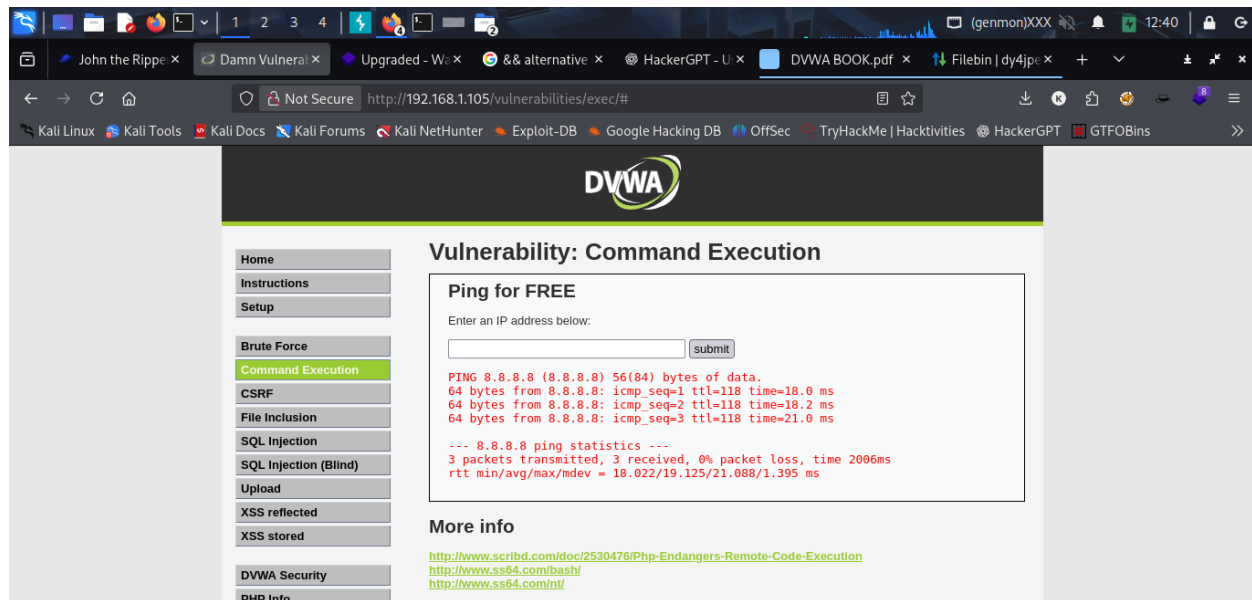 1 2 3 4 (genmon)XXX 12:40
John the Rippe Damn Vulneral Upgraded - Wa && alternative HackerGPT - U DVWA BOOK.pdf Filebin | dy4jpe
Not Secure http://192.168.1.105/vulnerabilities/exec/#
Kali Linux Kali Tools Kali Docs Kali Forums Kali NetHunter Exploit-DB Google Hacking DB OffSec TryHackMe | Hacktivities HackerGPT GTFOBins
DVWA
Home
Instructions
Setup
Brute Force
Command Execution
CSRF
File Inclusion
SQL Injection
SQL Injection (Blind)
Upload
XSS reflected
XSS stored
DVWA Security
PHP Info
Vulnerability: Command Execution
Ping for FREE
Enter an IP address below:
submit
PING 8.8.8.8 (8.8.8.8) 56(84) bytes of data.
64 bytes from 8.8.8.8: icmp_seq=1 ttl=118 time=18.0 ms
64 bytes from 8.8.8.8: icmp_seq=2 ttl=118 time=18.2 ms
64 bytes from 8.8.8.8: icmp_seq=3 ttl=118 time=21.0 ms
--- 8.8.8.8 ping statistics ---
3 packets transmitted, 3 received, 0% packet loss, time 2006ms
rtt min/avg/max/mdev = 18.022/19.125/21.088/1.395 ms
More info
http://www.scribd.com/doc/2530476/Php-Endangers-Remote-Code-Execution
http://www.ss64.com/bash/
http://www.ss64.com/nt/